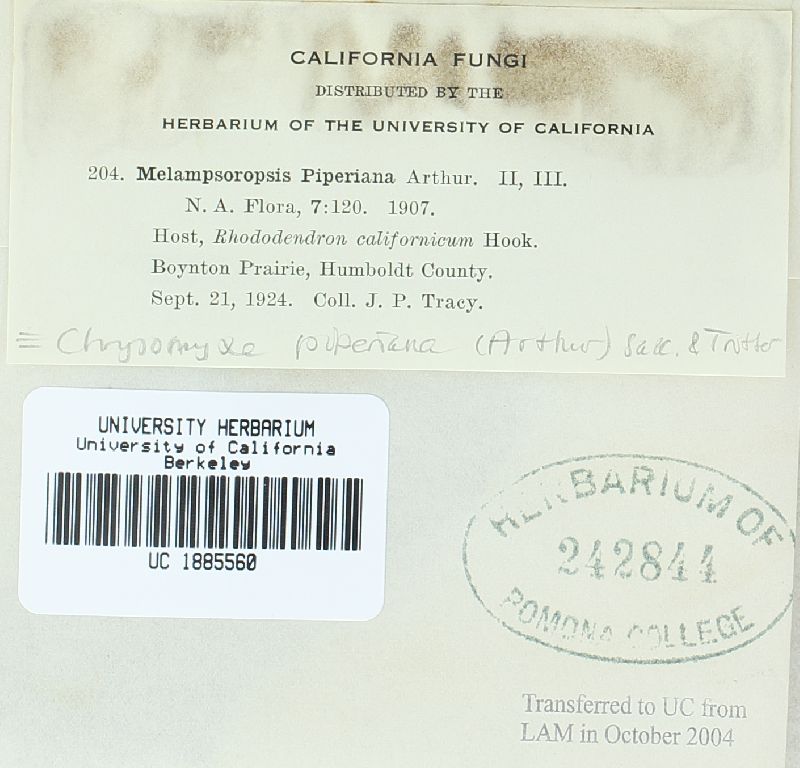 CALIFORNIA FUNGI
DISTRIBUTED BY THE
HERBARIUM OF THE UNIVERSITY OF CALIFORNIA
204. Melampsoropsis Piperiana Arthur. II, III.
N. A. Flora, 7:120. 1907.
Host, Rhododendron californicum Hook.
Boynton Prairie, Humboldt County.
Sept. 21, 1924. Coll. J. P. Tracy.
≡ Chrysomyxa piperiana (Arthur) Sacc. & Trotter
UNIVERSITY HERBARIUM
University of California
Berkeley
UC 1885560
HERBARIUM OF
242844
POMONA COLLEGE
Transferred to UC from
LAM in October 2004